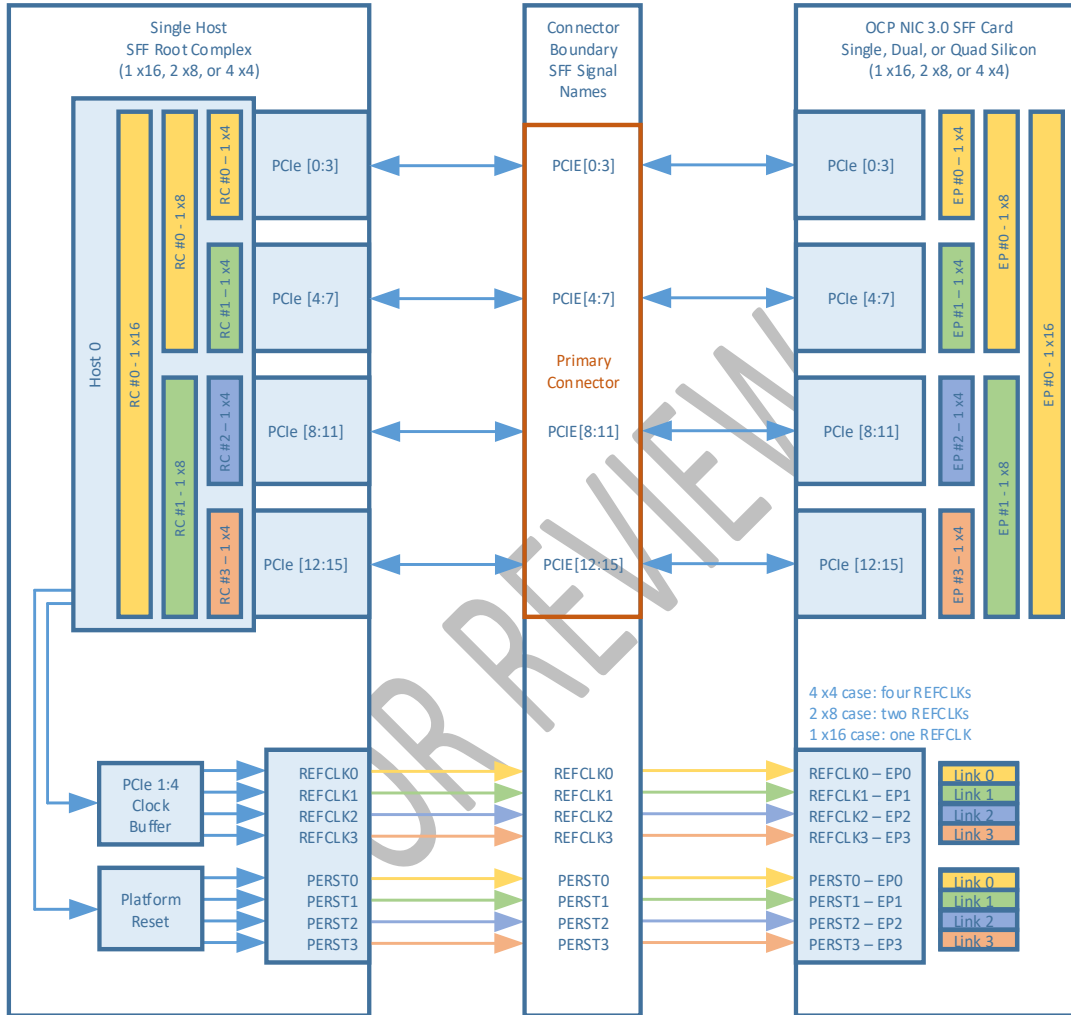 Single Host
SFF Root Complex
(1 x16, 2 x8, or 4 x4)
Connector
Boundary
SFF Signal
Names
OCP NIC 3.0 SFF Card
Single, Dual, or Quad Silicon
(1 x16, 2 x8, or 4 x4)
Host 0
RC #0 - 1 x16
RC #0 - 1 x8
RC #1 - 1 x8
RC #0 – 1 x4
RC #1 – 1 x4
RC #2 – 1 x4
RC #3 – 1 x4
PCIe [0:3]
PCIe [4:7]
PCIe [8:11]
PCIe [12:15]
PCIE[0:3]
PCIE[4:7]
Primary
Connector
PCIE[8:11]
PCIE[12:15]
PCIe [0:3]
PCIe [4:7]
PCIe [8:11]
PCIe [12:15]
EP #0 – 1 x4
EP #1 – 1 x4
EP #2 – 1 x4
EP #3 – 1 x4
EP #0 - 1 x8
EP #1 - 1 x8
EP #0 - 1 x16
OR REVIEW
4 x4 case: four REFCLKs
2 x8 case: two REFCLKs
1 x16 case: one REFCLK
PCIe 1:4
Clock
Buffer
REFCLK0
REFCLK1
REFCLK2
REFCLK3
REFCLK0
REFCLK1
REFCLK2
REFCLK3
REFCLK0 – EP0
REFCLK1 – EP1
REFCLK2 – EP2
REFCLK3 – EP3
Link 0
Link 1
Link 2
Link 3
Platform
Reset
PERST0
PERST1
PERST2
PERST3
PERST0
PERST1
PERST2
PERST3
PERST0 – EP0
PERST1 – EP1
PERST2 – EP2
PERST3 – EP3
Link 0
Link 1
Link 2
Link 3